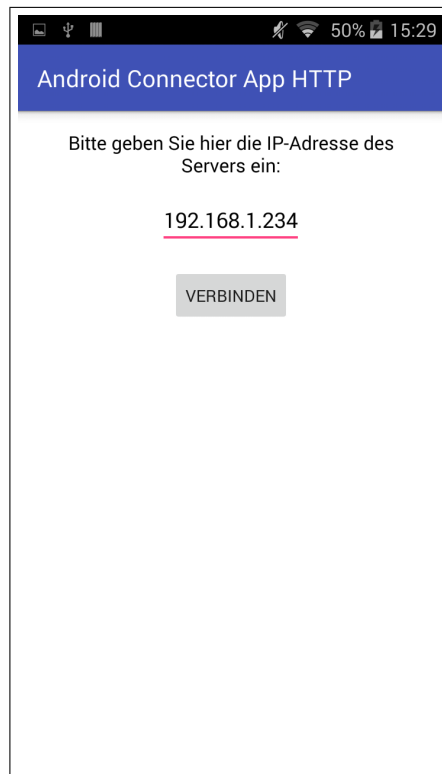 50% 15:29
Android Connector App HTTP
Bitte geben Sie hier die IP-Adresse des
Servers ein:
192.168.1.234
VERBINDEN